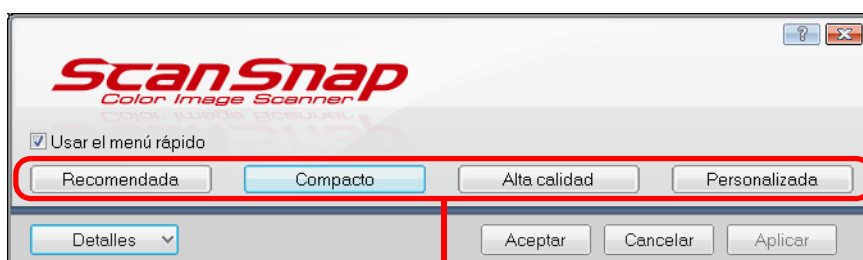 ScanSnap
Color Image Scanner
Usar el menú rápido
Recomendada Compacto Alta calidad Personalizada
Detalles Aceptar Cancelar Aplicar